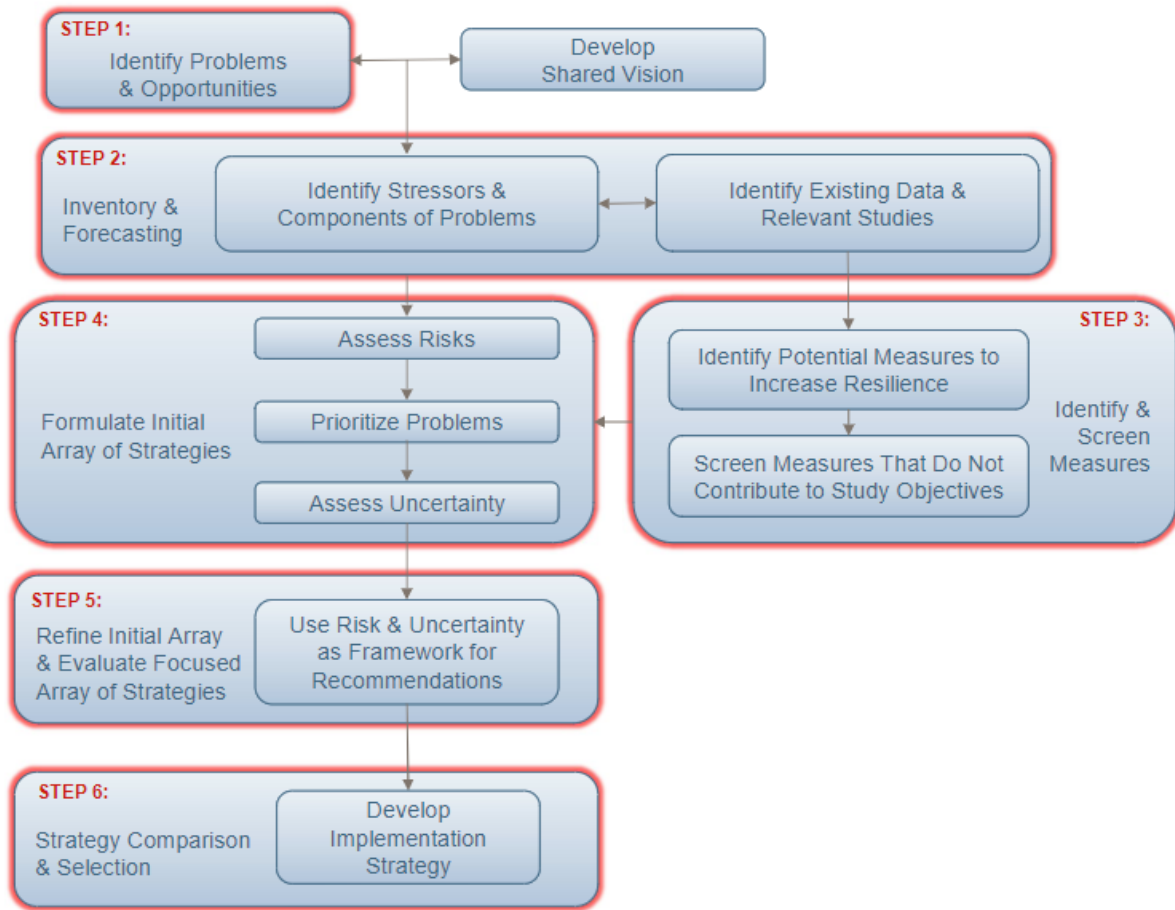 STEP 1:
Identify Problems
& Opportunities
Develop
Shared Vision
STEP 2:
Inventory &
Forecasting
Identify Stressors &
Components of Problems
Identify Existing Data &
Relevant Studies
STEP 4:
Formulate Initial
Array of Strategies
Assess Risks
Prioritize Problems
Assess Uncertainty
STEP 3:
Identify &
Screen
Measures
Identify Potential Measures to
Increase Resilience
Screen Measures That Do Not
Contribute to Study Objectives
STEP 5:
Refine Initial Array
& Evaluate Focused
Array of Strategies
Use Risk & Uncertainty
as Framework for
Recommendations
STEP 6:
Strategy Comparison
& Selection
Develop
Implementation
Strategy